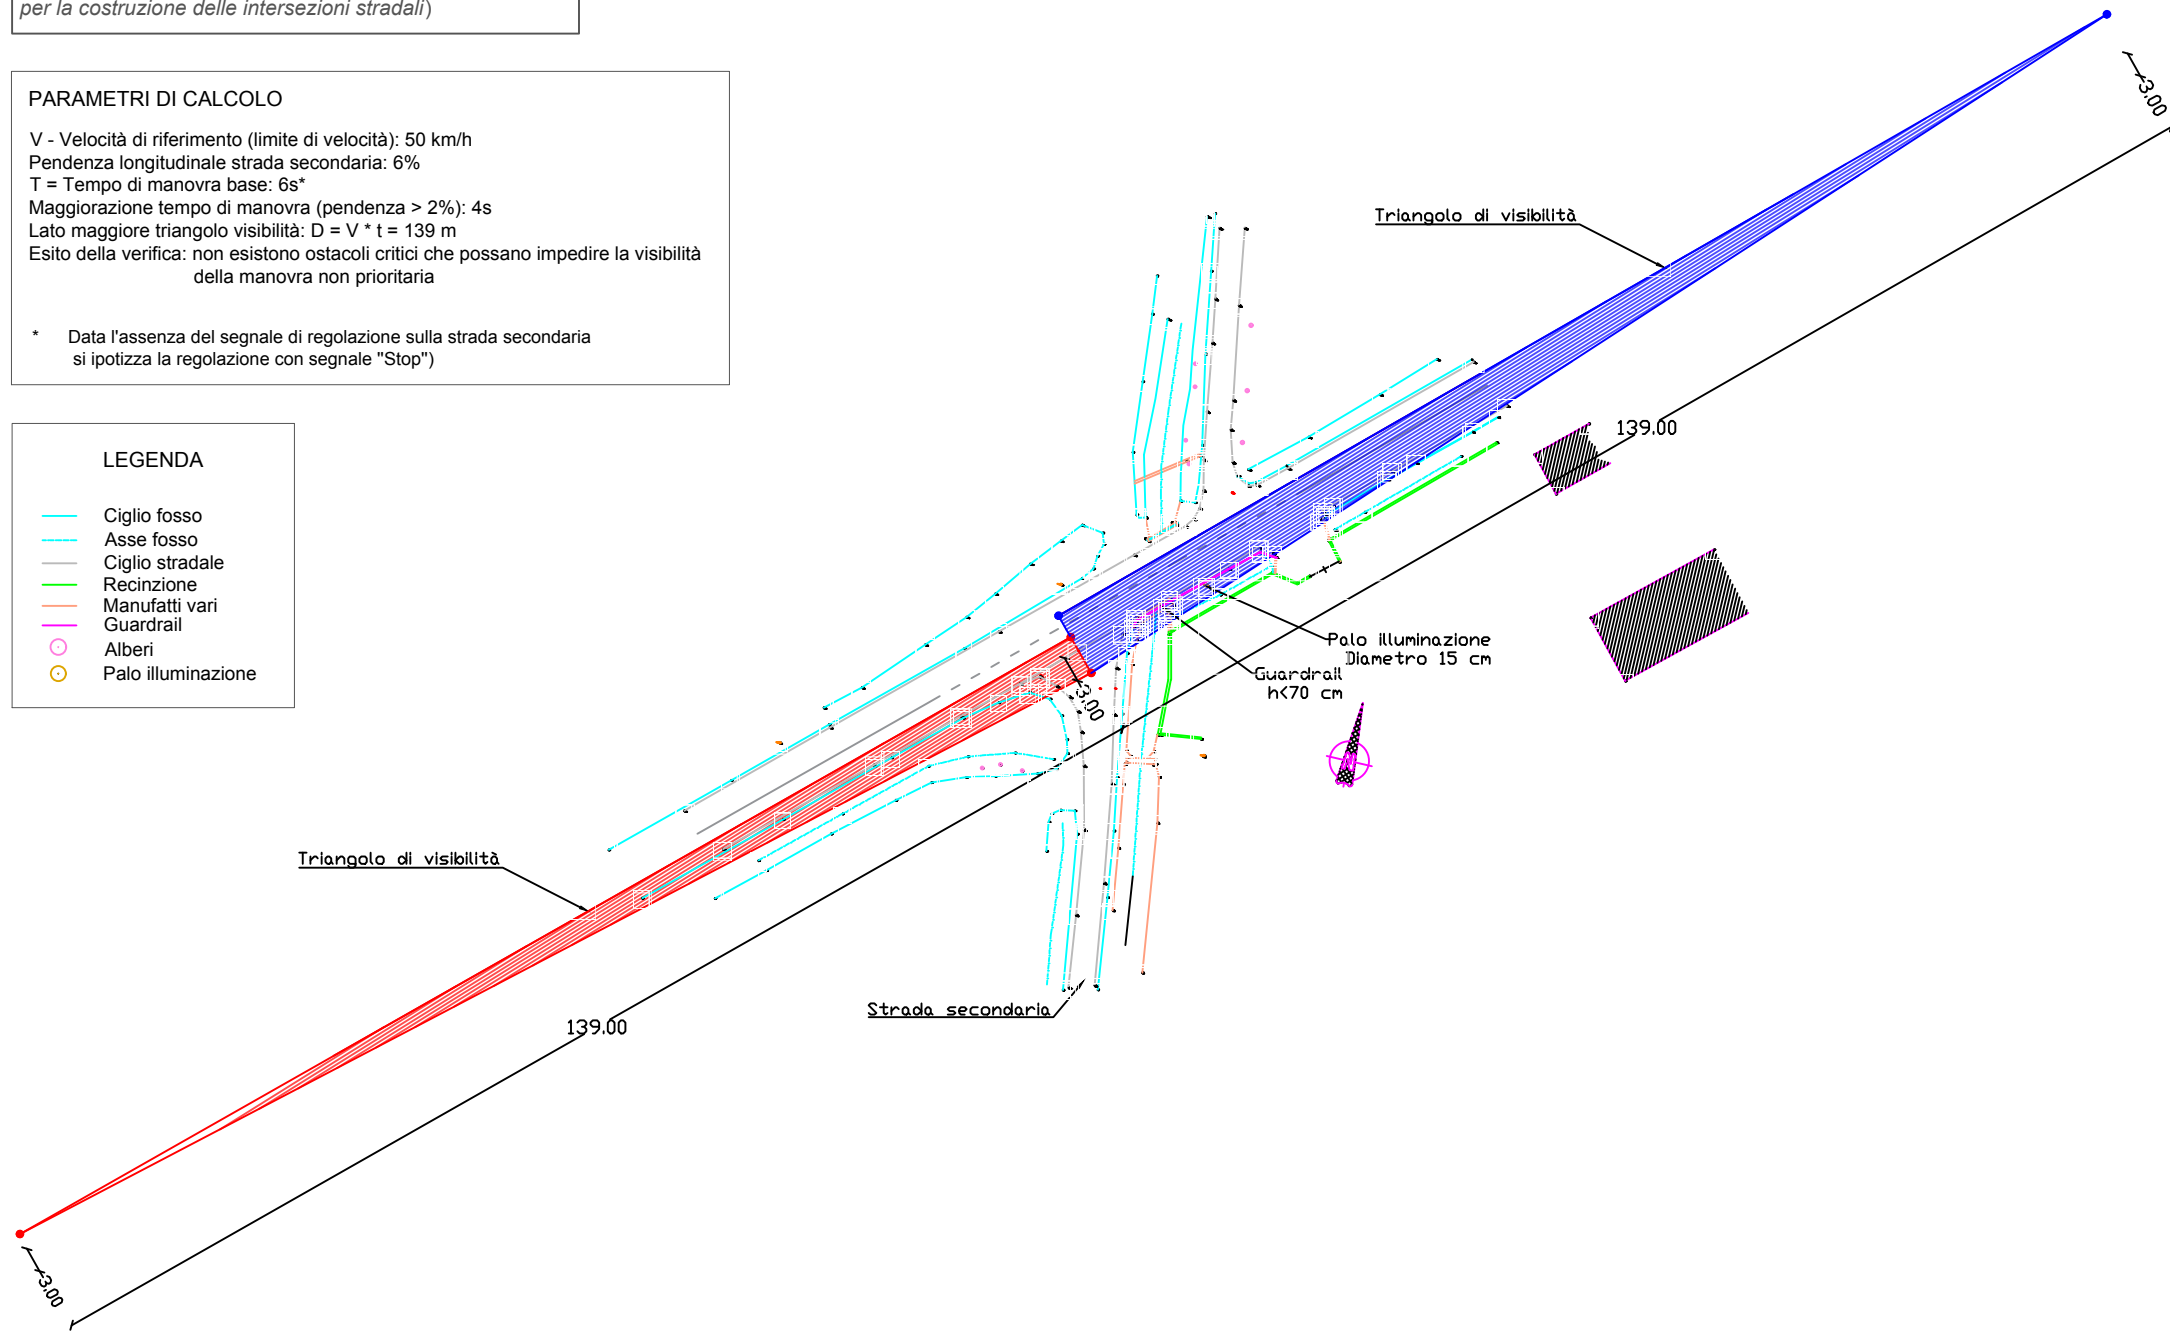 per la costruzione delle intersezioni stradali)
PARAMETRI DI CALCOLO
V - Velocità di riferimento (limite di velocità): 50 km/h
Pendenza longitudinale strada secondaria: 6%
T = Tempo di manovra base: 6s*
Maggiorazione tempo di manovra (pendenza > 2%): 4s
Lato maggiore triangolo visibilità: D = V * t = 139 m
Esito della verifica: non esistono ostacoli critici che possano impedire la visibilità
della manovra non prioritaria
* Data l'assenza del segnale di regolazione sulla strada secondaria
si ipotizza la regolazione con segnale "Stop")
LEGENDA
Ciglio fosso
Asse fosso
Ciglio stradale
Recinzione
Manufatti vari
Guardrail
Alberi
Palo illuminazione
3.00
Triangolo di visibilità
139.00
Palo illuminazione
Diametro 15 cm
Guardrail
h<70 cm
3.00
Triangolo di visibilità
Strada secondaria
139.00
3.00